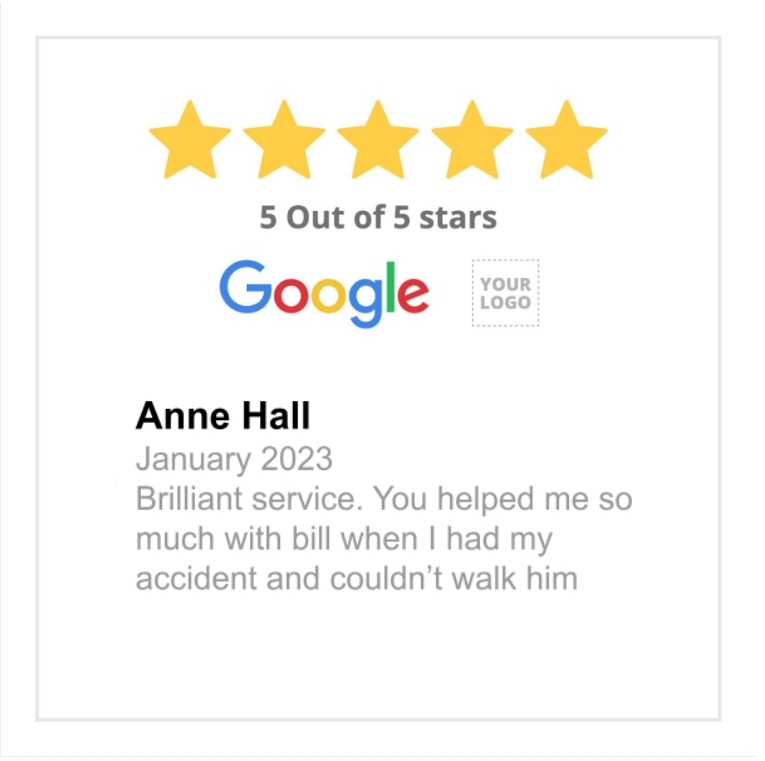 5 Out of 5 stars
Google
YOUR
LOGO
Anne Hall
January 2023
Brilliant service. You helped me so
much with bill when I had my
accident and couldn’t walk him